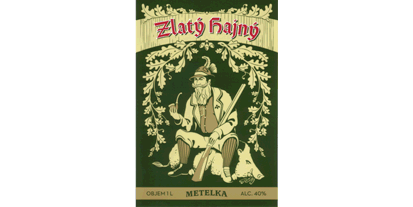 Zlatý Hajný
OBJEM 1 L METELKA ALC. 40%